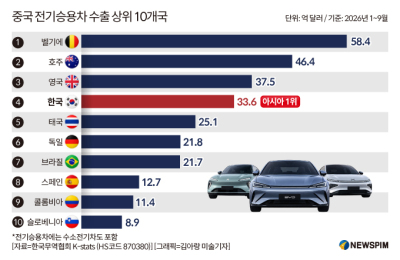 중국 전기승용차 수출 상위 10개국
단위: 억 달러 / 기준: 2026년 1~9월
1 벨기에 58.4
2 호주 46.4
3 영국 37.5
4 한국 33.6 아시아 1위
5 태국 25.1
6 독일 21.8
7 브라질 21.7
8 스페인 12.7
9 콜롬비아 11.4
10 슬로베니아 8.9
*전기승용차에는 수소전기차도 포함
[자료=한국무역협회 K-stats (HS코드 870380)] [그래픽=김아랑 미술기자]
NEWSPIM